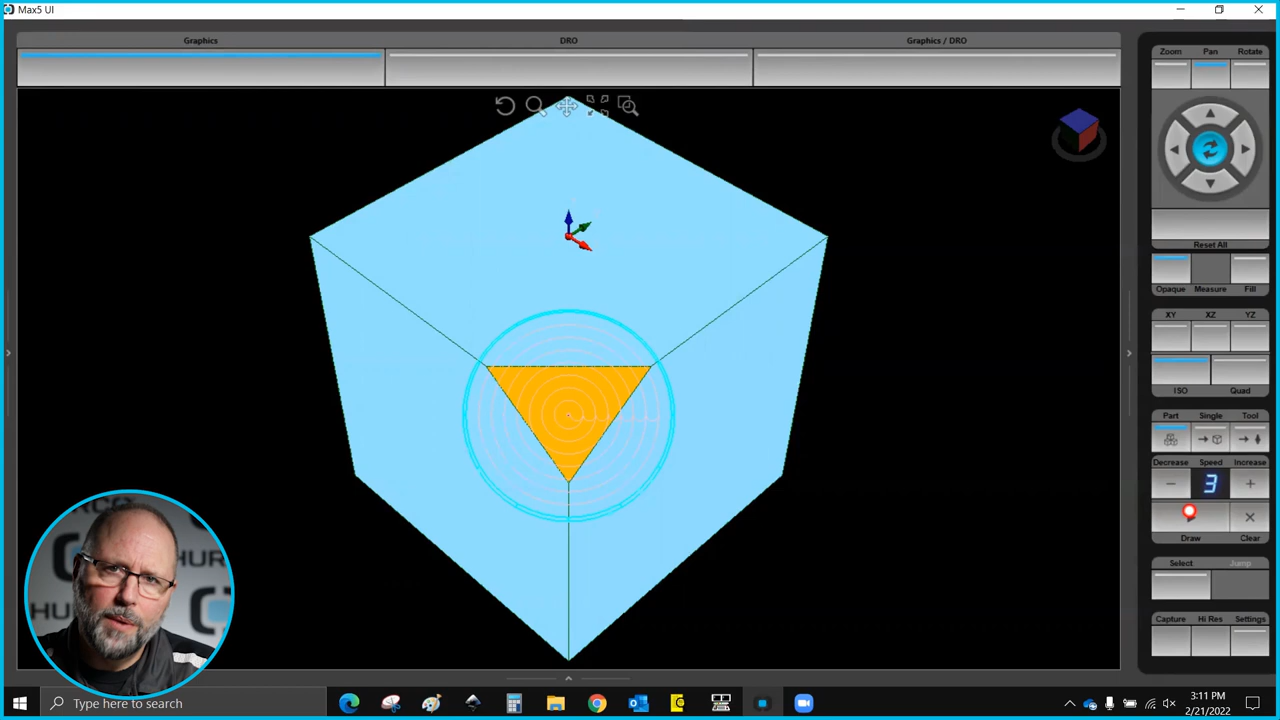 Max5 UI
Graphics
DRO
Graphics / DRO
Zoom Pan Rotate
Reset All
Opaque Measure Fill
XY XZ YZ
ISO Quad
Part Single Tool
Decrease Speed Increase
3
Draw Clear
Select Jump
Capture Hi Res Settings
HUR
HU
Type here to search
3:11 PM
2/21/2022